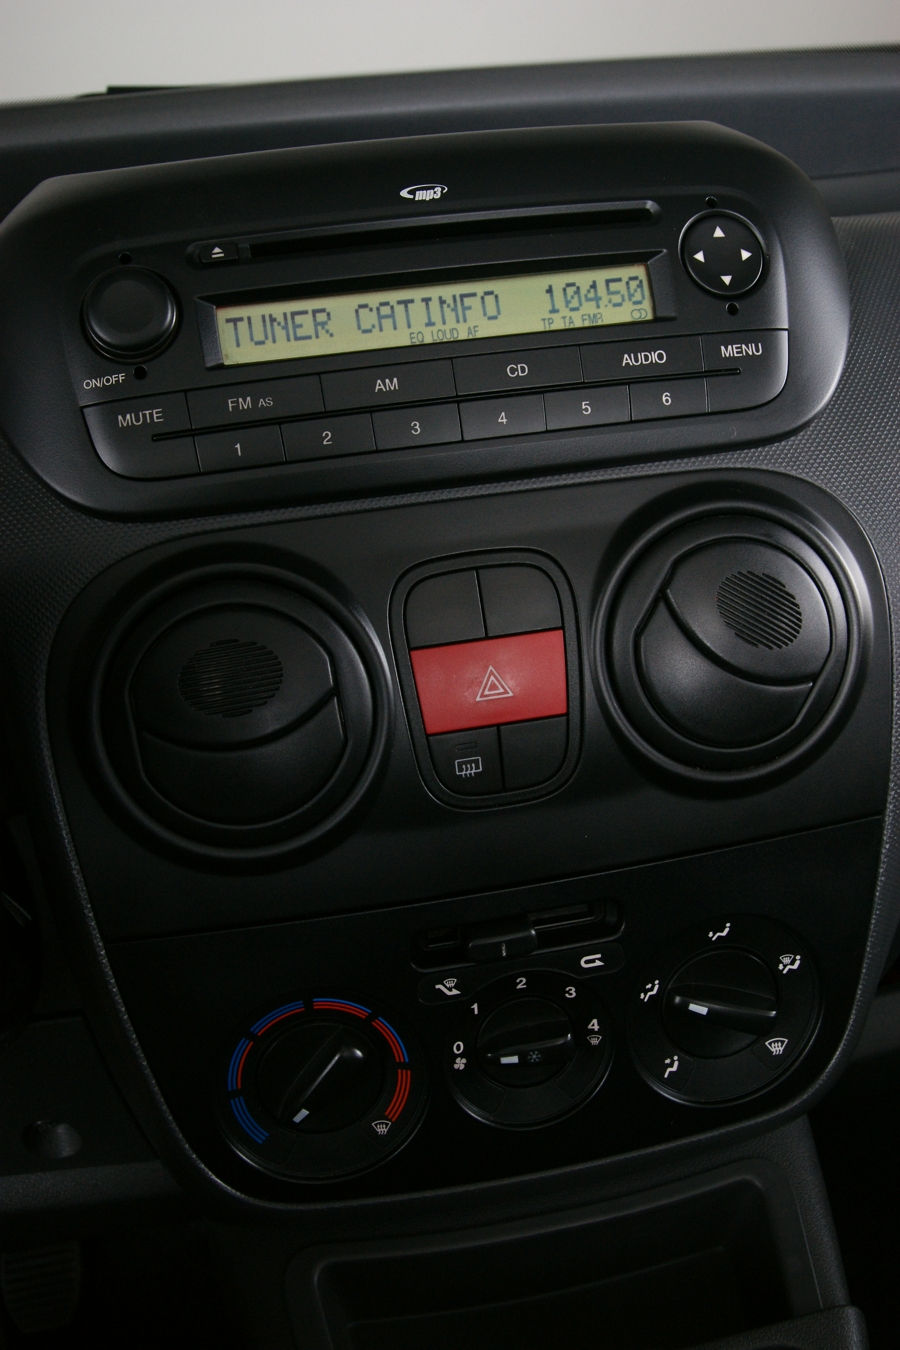 mp3
TUNER CATINFO 104.50
EQ LOUD AF TP TA FMA
ON/OFF
MUTE FM AS AM CD AUDIO MENU
1 2 3 4 5 6
0 1 2 3 4